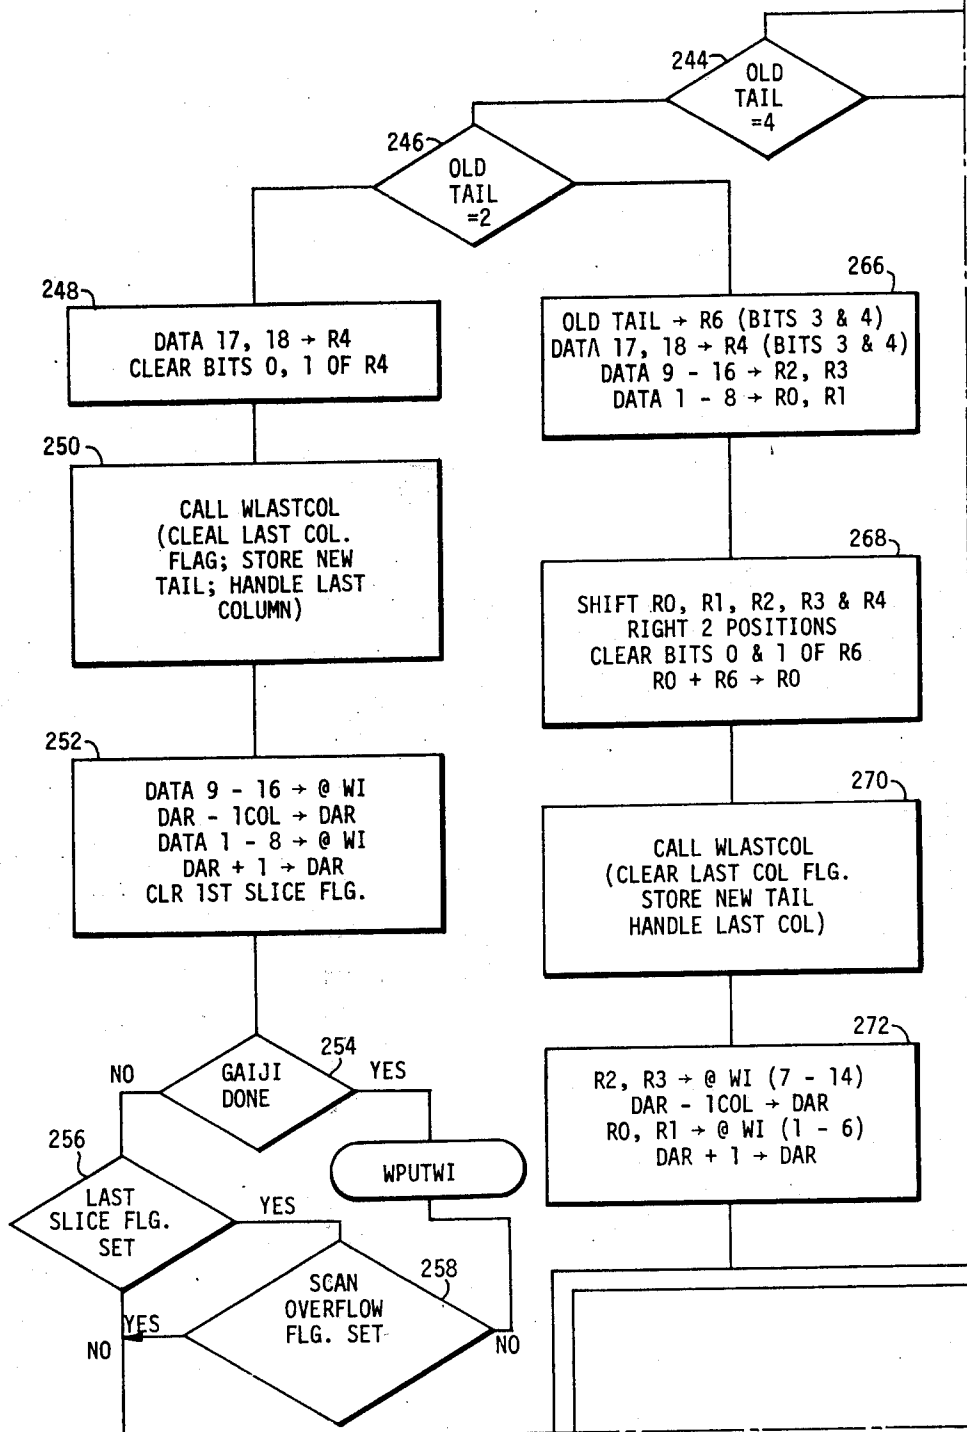 244
OLD
TAIL
=4
246
OLD
TAIL
=2
248
DATA 17, 18 → R4
CLEAR BITS 0, 1 OF R4
250
CALL WLASTCOL
(CLEAL LAST COL.
FLAG; STORE NEW
TAIL; HANDLE LAST
COLUMN)
252
DATA 9 - 16 → @ WI
DAR - 1COL → DAR
DATA 1 - 8 → @ WI
DAR + 1 → DAR
CLR 1ST SLICE FLG.
254
GAIJI
DONE
NO
YES
WPUTWI
256
LAST
SLICE FLG.
SET
YES
NO
258
SCAN
OVERFLOW
FLG. SET
YES
NO
266
OLD TAIL → R6 (BITS 3 & 4)
DATA 17, 18 → R4 (BITS 3 & 4)
DATA 9 - 16 → R2, R3
DATA 1 - 8 → R0, R1
268
SHIFT R0, R1, R2, R3 & R4
RIGHT 2 POSITIONS
CLEAR BITS 0 & 1 OF R6
R0 + R6 → R0
270
CALL WLASTCOL
(CLEAR LAST COL FLG.
STORE NEW TAIL
HANDLE LAST COL)
272
R2, R3 → @ WI (7 - 14)
DAR - 1COL → DAR
R0, R1 → @ WI (1 - 6)
DAR + 1 → DAR